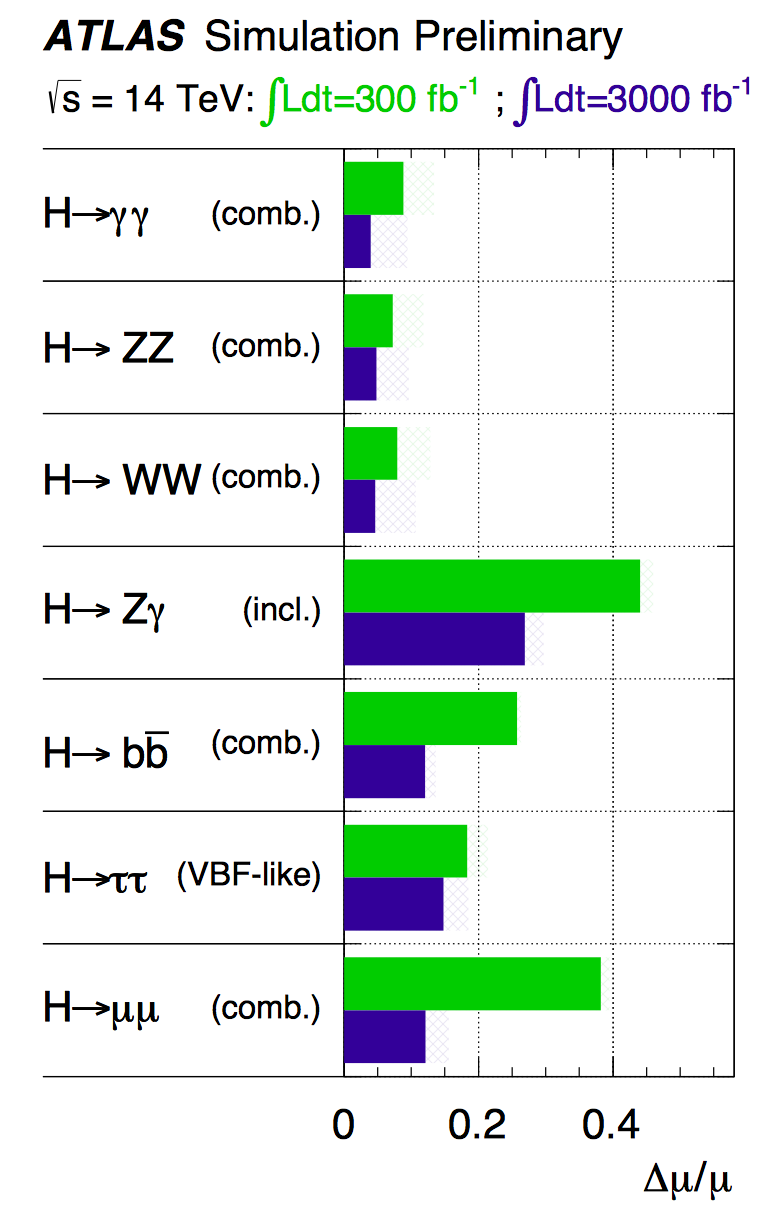 ATLAS Simulation Preliminary
√s = 14 TeV: ∫Ldt=300 fb⁻¹ ; ∫Ldt=3000 fb⁻¹
H→γγ (comb.)
H→ ZZ (comb.)
H→ WW (comb.)
H→ Zγ (incl.)
H→ bb̅ (comb.)
H→ττ (VBF-like)
H→μμ (comb.)
0 0.2 0.4
Δμ/μ